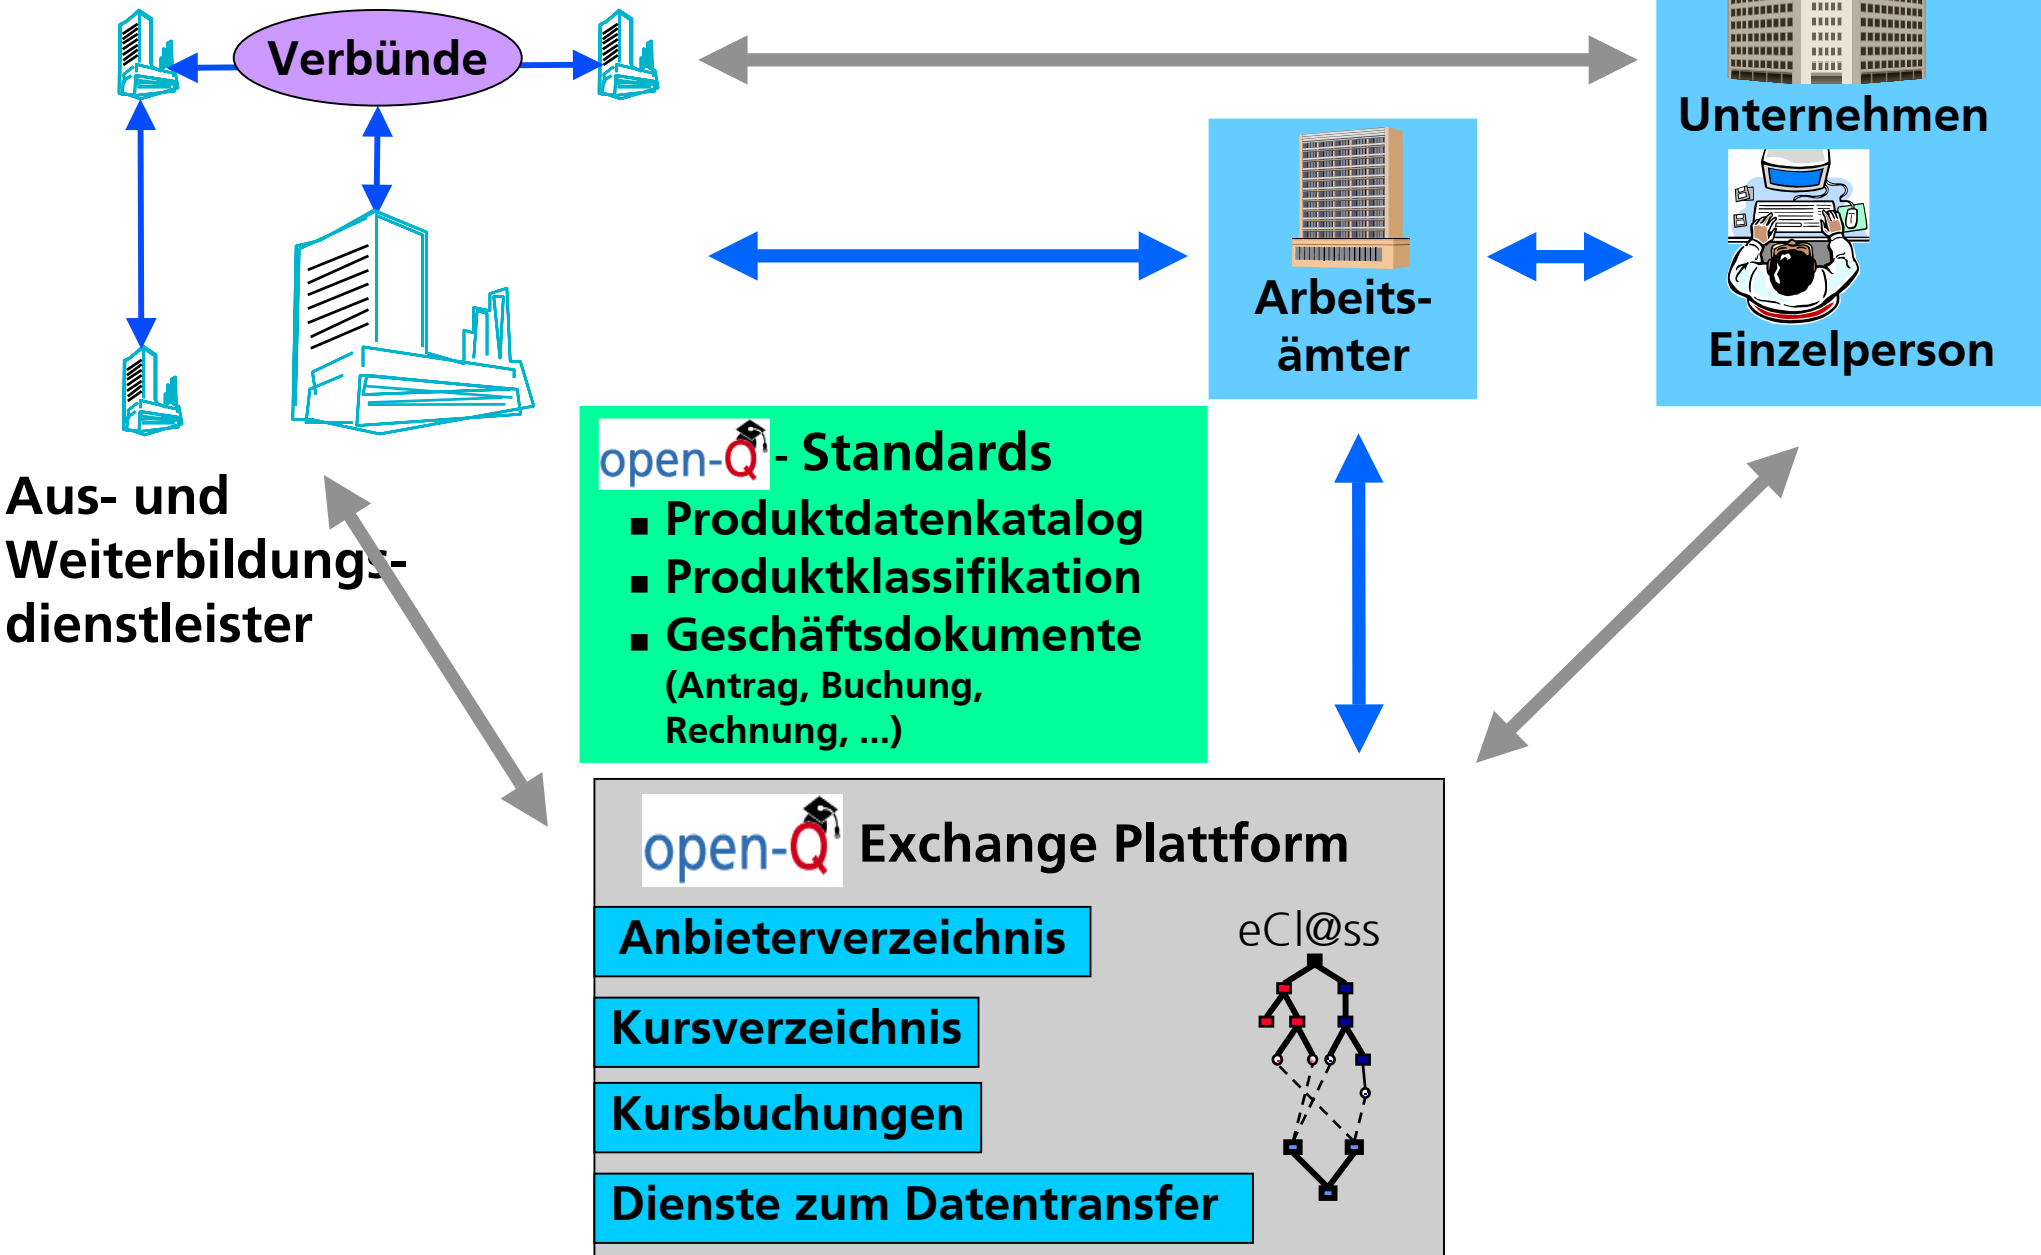 Verbünde
Unternehmen
Einzelperson
Arbeits-
ämter
Aus- und
Weiterbildungs-
dienstleister
open-Q - Standards
▪ Produktdatenkatalog
▪ Produktklassifikation
▪ Geschäftsdokumente
(Antrag, Buchung,
Rechnung, ...)
open-Q Exchange Plattform
Anbieterverzeichnis
eCl@ss
Kursverzeichnis
Kursbuchungen
Dienste zum Datentransfer